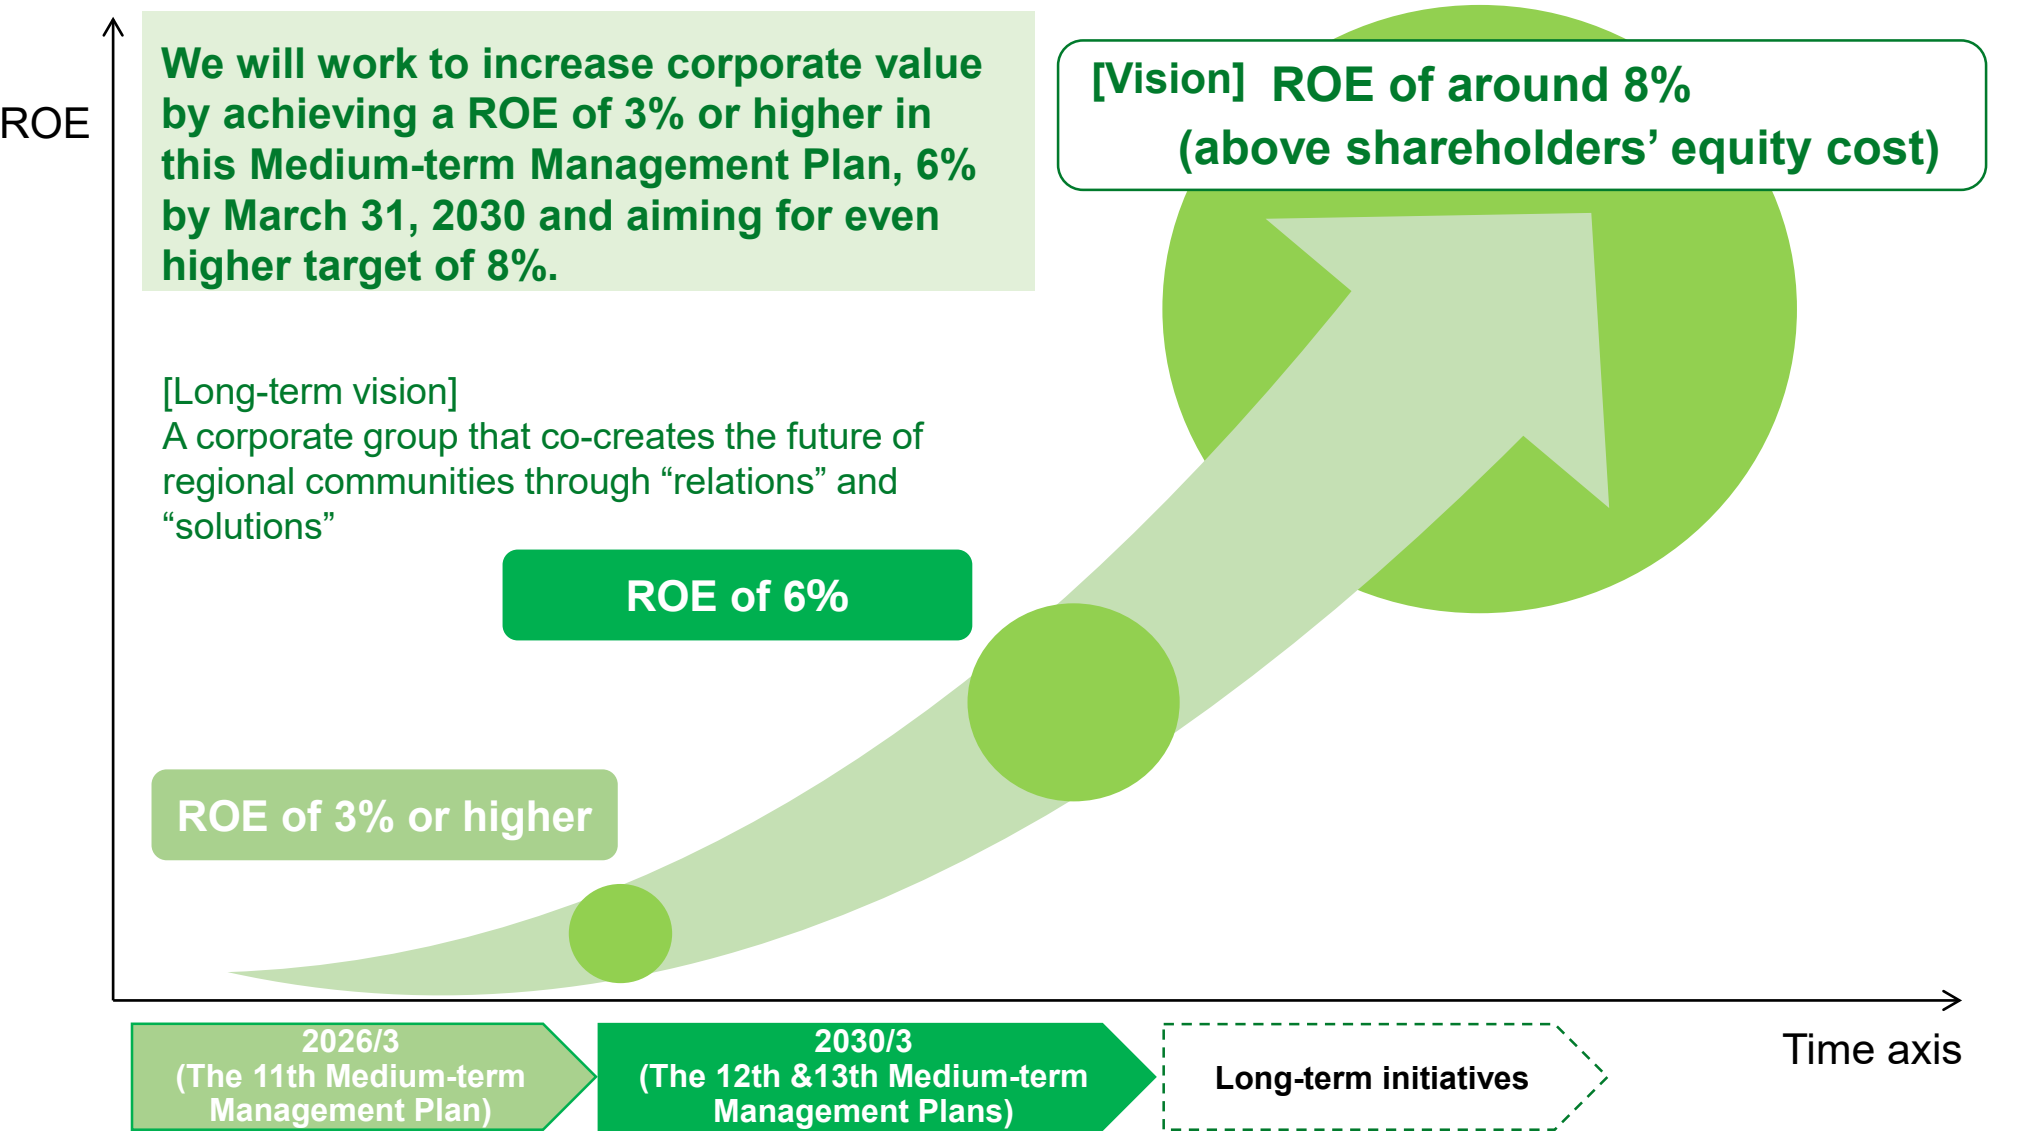 We will work to increase corporate value
by achieving a ROE of 3% or higher in
this Medium-term Management Plan, 6%
by March 31, 2030 and aiming for even
higher target of 8%.
[Vision] ROE of around 8%
(above shareholders’ equity cost)
ROE
[Long-term vision]
A corporate group that co-creates the future of
regional communities through “relations” and
“solutions”
ROE of 6%
ROE of 3% or higher
2026/3
(The 11th Medium-term
Management Plan)
2030/3
(The 12th &13th Medium-term
Management Plans)
Long-term initiatives
Time axis